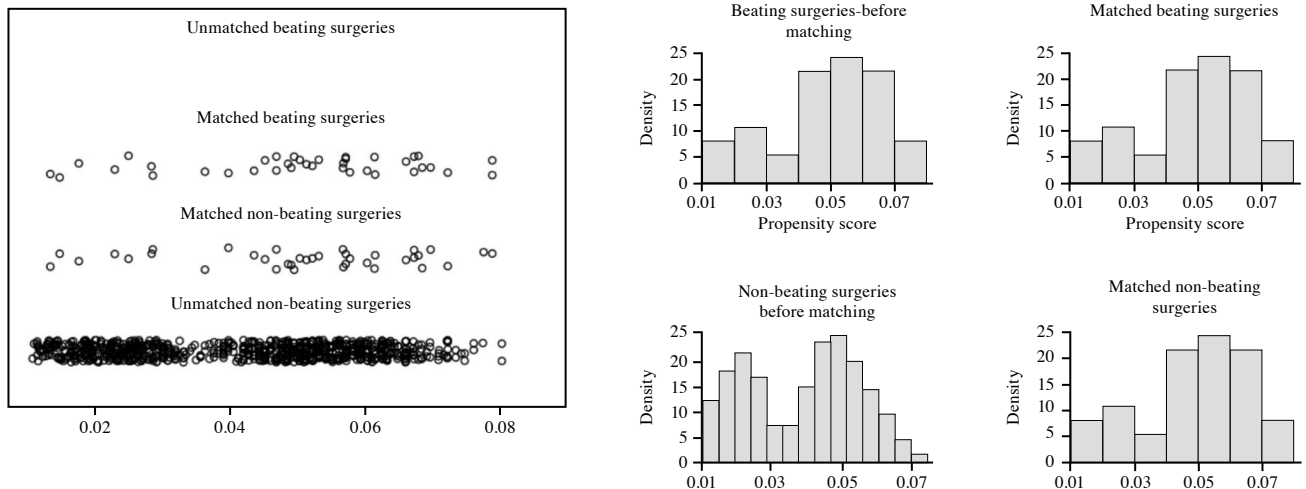 Unmatched beating surgeries
Matched beating surgeries
Matched non-beating surgeries
Unmatched non-beating surgeries
0.02 0.04 0.06 0.08
Beating surgeries-before
matching
Density
25
20
15
10
5
0
0.01 0.03 0.05 0.07
Propensity score
Matched beating surgeries
Density
25
20
15
10
5
0
0.01 0.03 0.05 0.07
Propensity score
Non-beating surgeries
before matching
Density
25
20
15
10
5
0
0.01 0.03 0.05 0.07
Matched non-beating
surgeries
Density
25
20
15
10
5
0
0.01 0.03 0.05 0.07